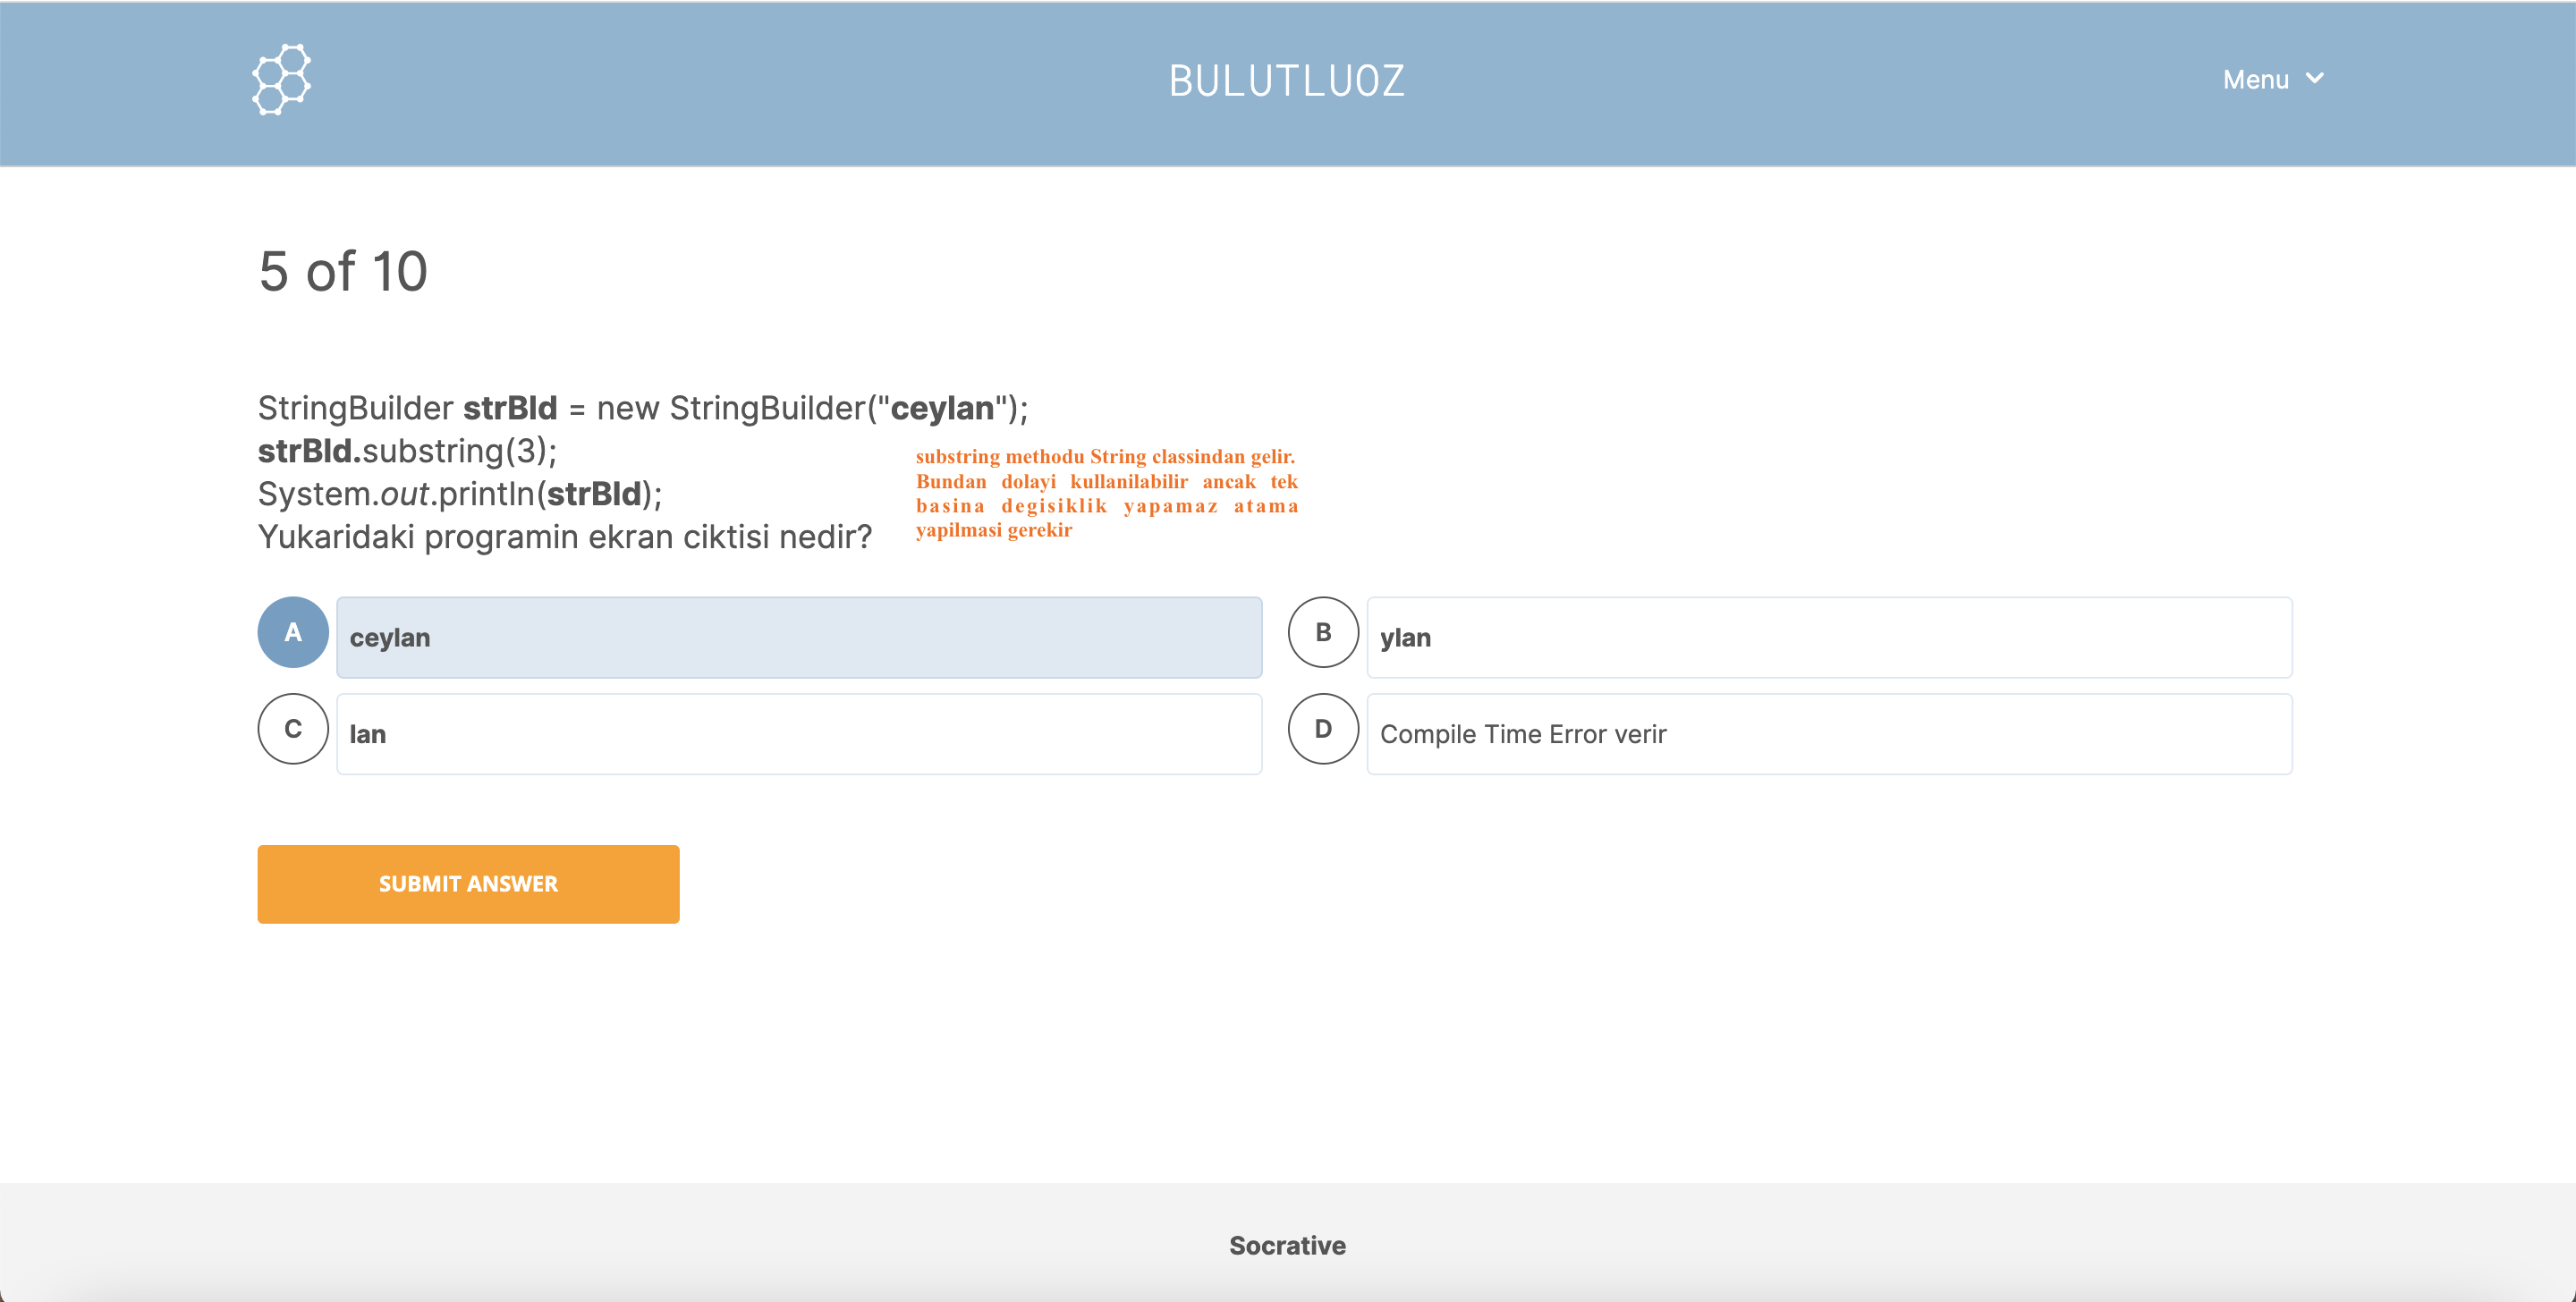 BULUTLUOZ
Menu
5 of 10
StringBuilder strBld = new StringBuilder("ceylan");
strBld.substring(3);
System.out.println(strBld);
Yukaridaki programin ekran ciktisi nedir?
substring methodu String classindan gelir.
Bundan dolayi kullanilabilir ancak tek
basina degisiklik yapamaz atama
yapilmasi gerekir
A ceylan
B ylan
C lan
D Compile Time Error verir
SUBMIT ANSWER
Socrative